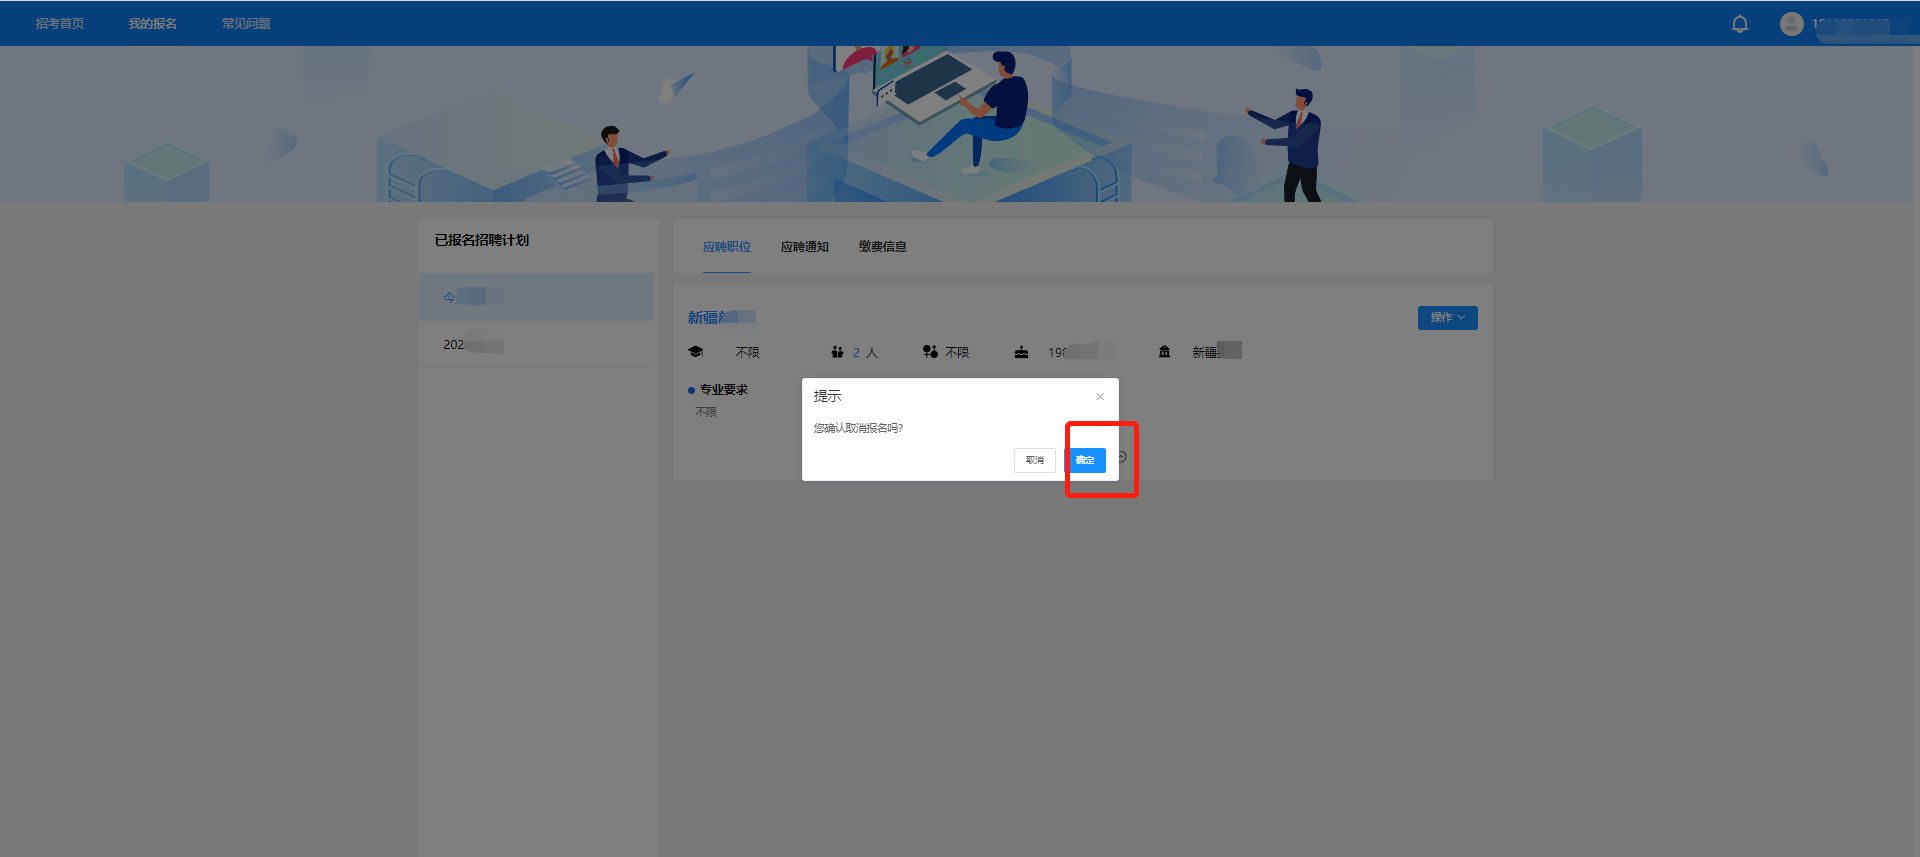 招考首页 我的报名 常见问题
已报名招聘计划
应聘职位 应聘通知 缴费信息
今
202
新疆
操作
不限 2 人 不限 198 新疆
专业要求
不限
提示
您确认取消报名吗?
取消 确定